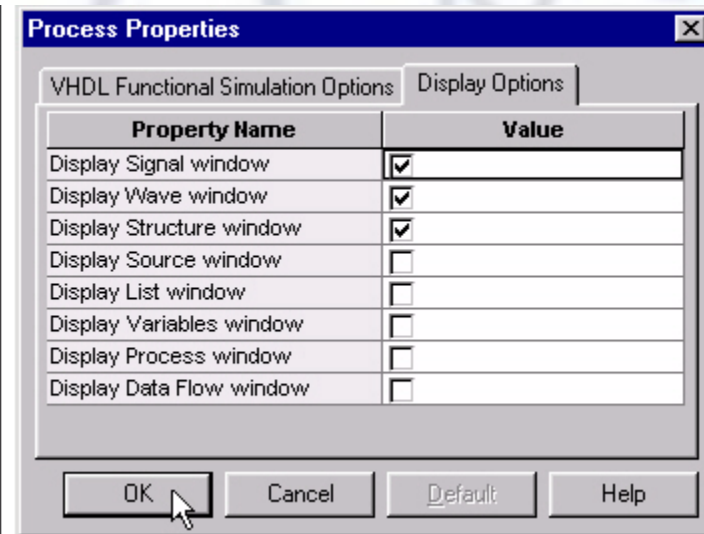 Process Properties
VHDL Functional Simulation Options Display Options
Property Name Value
Display Signal window
Display Wave window
Display Structure window
Display Source window
Display List window
Display Variables window
Display Process window
Display Data Flow window
OK Cancel Default Help